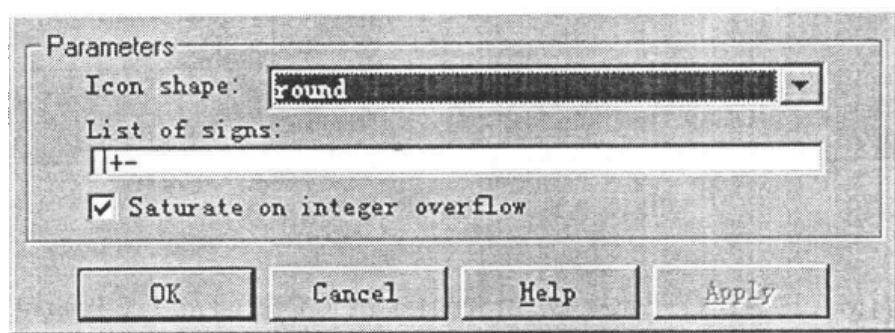 Parameters
Icon shape: round
List of signs:
|+-
Saturate on integer overflow
OK Cancel Help Apply